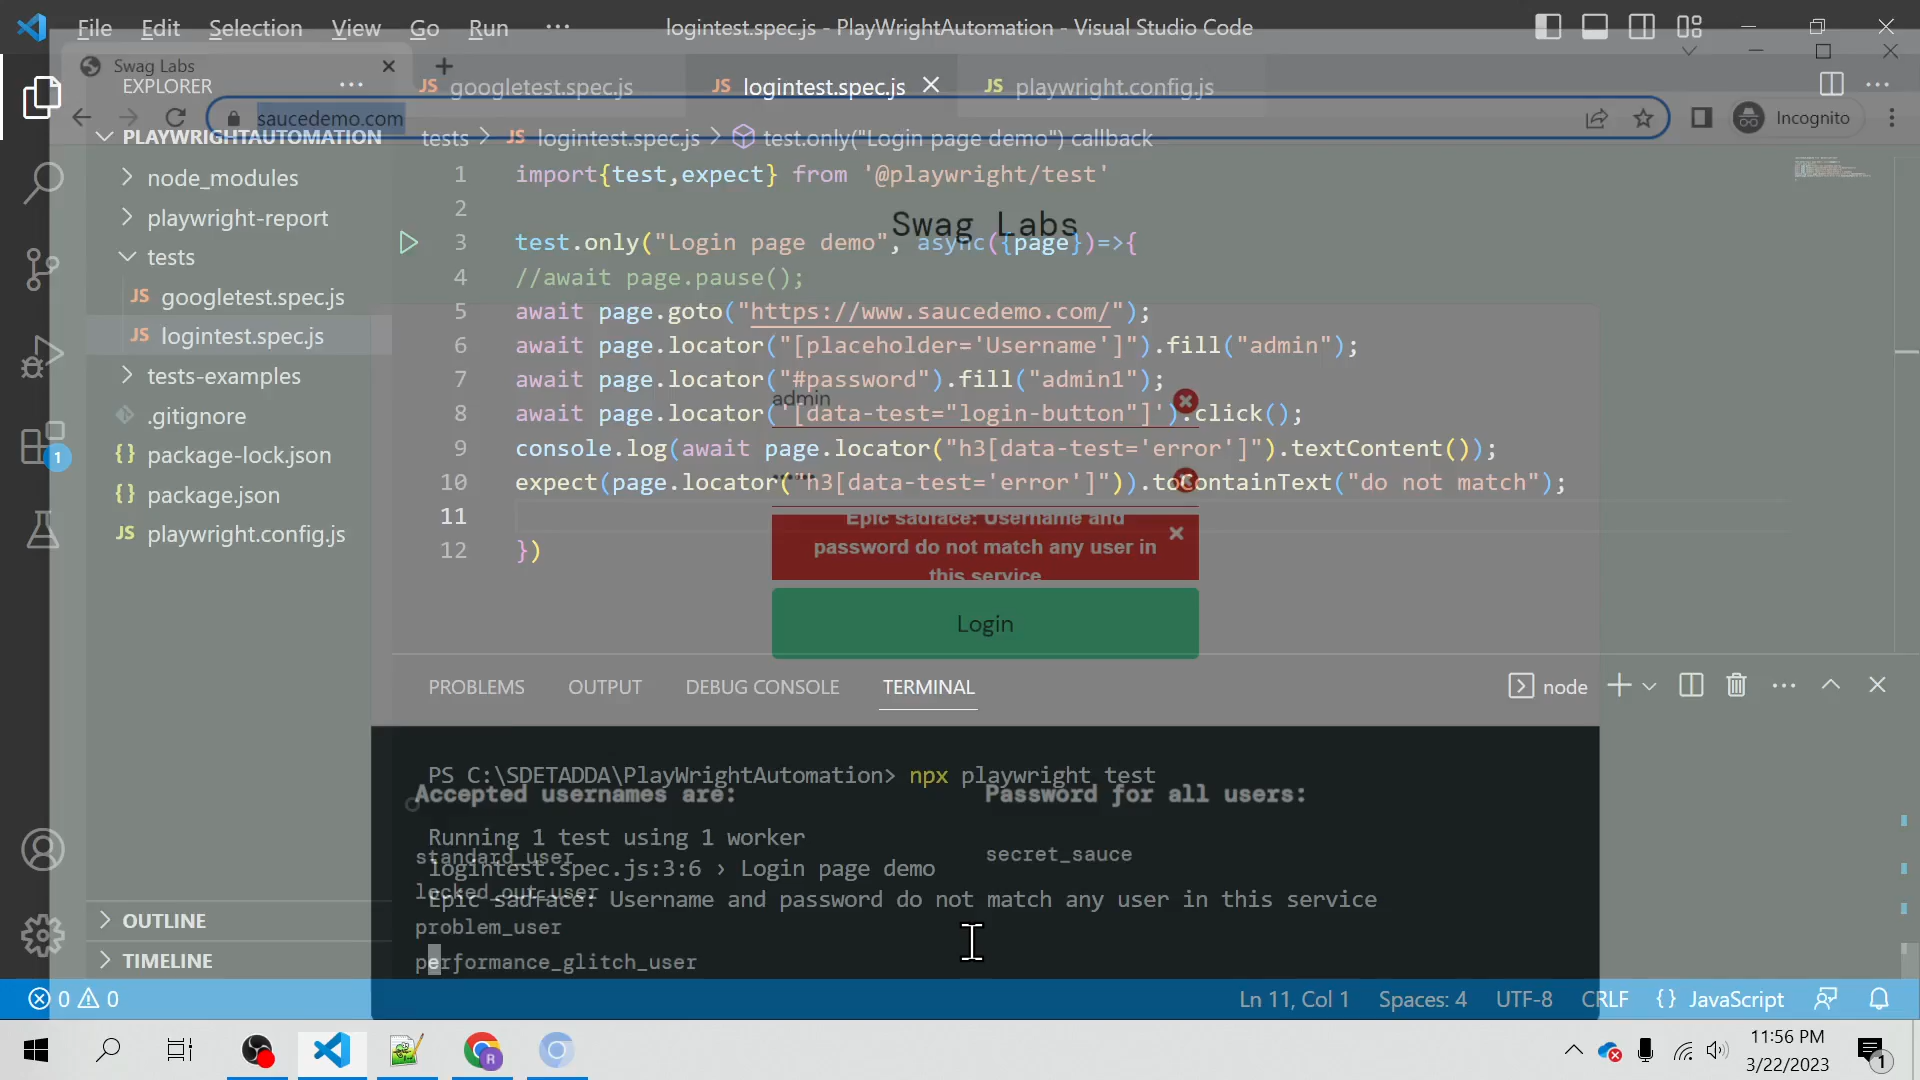 File Edit Selection View Go Run ··· logintest.spec.js - PlayWrightAutomation - Visual Studio Code
Swag Labs
EXPLORER ···
JS googletest.spec.js JS logintest.spec.js JS playwright.config.js
saucedemo.com
Incognito
PLAYWRIGHTAUTOMATION
node_modules
playwright-report
tests
JS googletest.spec.js
JS logintest.spec.js
tests-examples
.gitignore
{} package-lock.json
{} package.json
JS playwright.config.js
OUTLINE
TIMELINE
tests > JS logintest.spec.js > test.only("Login page demo") callback
1 import{test,expect} from '@playwright/test'
2
3 test.only("Login page demo", async({page})=>{
4 //await page.pause();
5 await page.goto("https://www.saucedemo.com/");
6 await page.locator("[placeholder='Username']").fill("admin");
7 await page.locator("#password").fill("admin1");
8 await page.locator('[data-test="login-button"]').click();
9 console.log(await page.locator("h3[data-test='error']").textContent());
10 expect(page.locator("h3[data-test='error']")).toContainText("do not match");
11
12 })
Swag Labs
admin
Epic sadface: Username and
password do not match any user in
this service
Login
PROBLEMS OUTPUT DEBUG CONSOLE TERMINAL
node
PS C:\SDETADDA\PlayWrightAutomation> npx playwright test
Running 1 test using 1 worker
logintest.spec.js:3:6 › Login page demo
Epic sadface: Username and password do not match any user in this service
Accepted usernames are:
standard_user
locked_out_user
problem_user
performance_glitch_user
Password for all users:
secret_sauce
0 0
Ln 11, Col 1 Spaces: 4 UTF-8 CRLF {} JavaScript
1
R
11:56 PM
3/22/2023
1